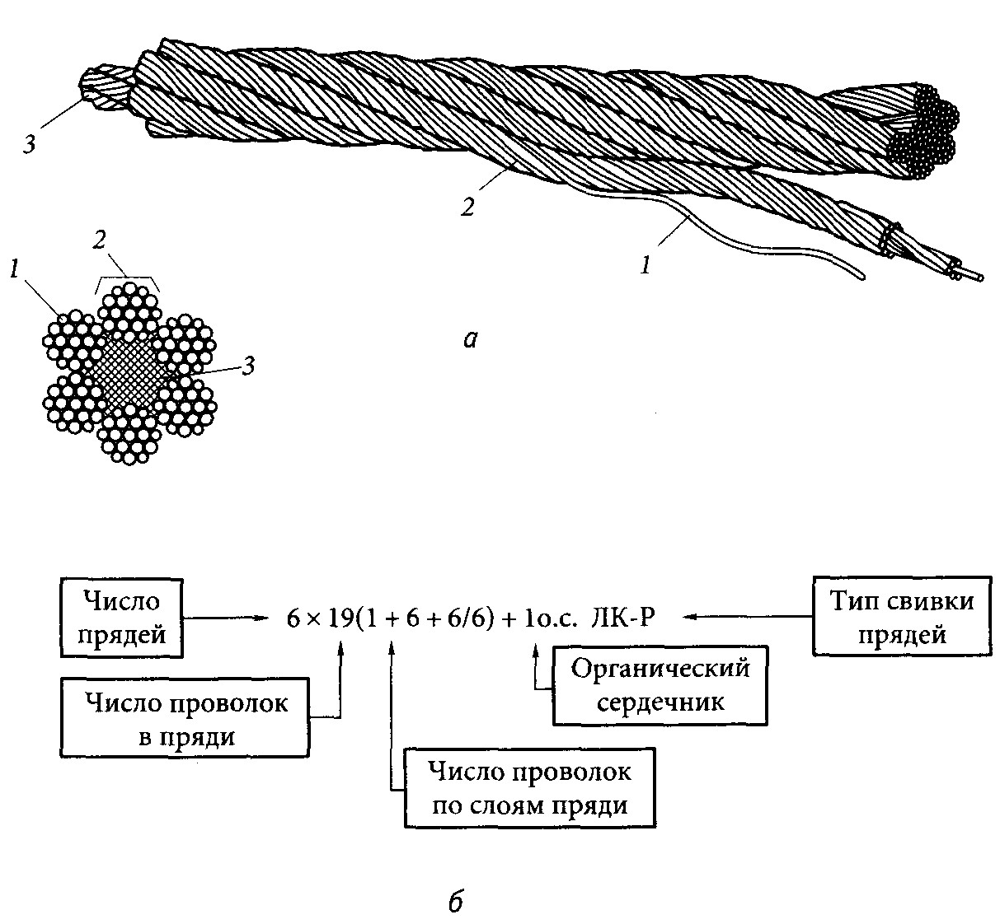 3
2
1
2
1
3
а
Число
прядей
6 × 19(1 + 6 + 6/6) + 1о.с. ЛК-Р
Тип свивки
прядей
Число проволок
в пряди
Органический
сердечник
Число проволок
по слоям пряди
б